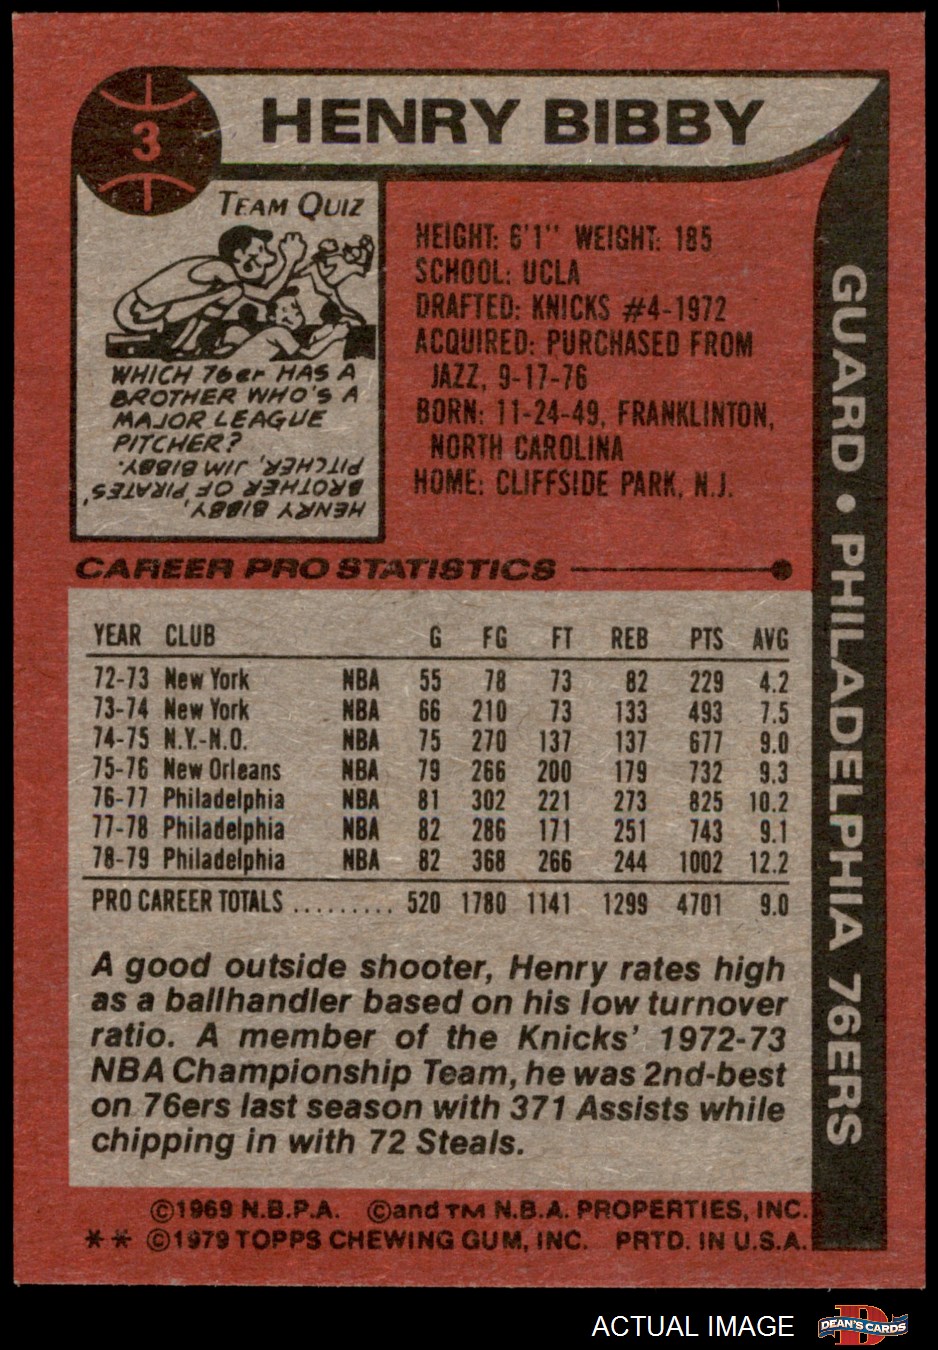 3
HENRY BIBBY
TEAM QUIZ
WHICH 76er HAS A
BROTHER WHO'S A
MAJOR LEAGUE
PITCHER?
HENRY BIBBY,
BROTHER OF PIRATES'
PITCHER, JIM BIBBY.
HEIGHT: 6'1" WEIGHT: 185
SCHOOL: UCLA
DRAFTED: KNICKS #4-1972
ACQUIRED: PURCHASED FROM
JAZZ, 9-17-76
BORN: 11-24-49, FRANKLINTON,
NORTH CAROLINA
HOME: CLIFFSIDE PARK, N.J.
GUARD • PHILADELPHIA 76ERS
CAREER PRO STATISTICS
YEAR CLUB G FG FT REB PTS AVG
72-73 New York NBA 55 78 73 82 229 4.2
73-74 New York NBA 66 210 73 133 493 7.5
74-75 N.Y.-N.O. NBA 75 270 137 137 677 9.0
75-76 New Orleans NBA 79 266 200 179 732 9.3
76-77 Philadelphia NBA 81 302 221 273 825 10.2
77-78 Philadelphia NBA 82 286 171 251 743 9.1
78-79 Philadelphia NBA 82 368 266 244 1002 12.2
PRO CAREER TOTALS ......... 520 1780 1141 1299 4701 9.0
A good outside shooter, Henry rates high
as a ballhandler based on his low turnover
ratio. A member of the Knicks' 1972-73
NBA Championship Team, he was 2nd-best
on 76ers last season with 371 Assists while
chipping in with 72 Steals.
©1969 N.B.P.A. ©and TM N.B.A. PROPERTIES, INC.
** ©1979 TOPPS CHEWING GUM, INC. PRTD. IN U.S.A.
ACTUAL IMAGE
D
DEAN'S CARDS